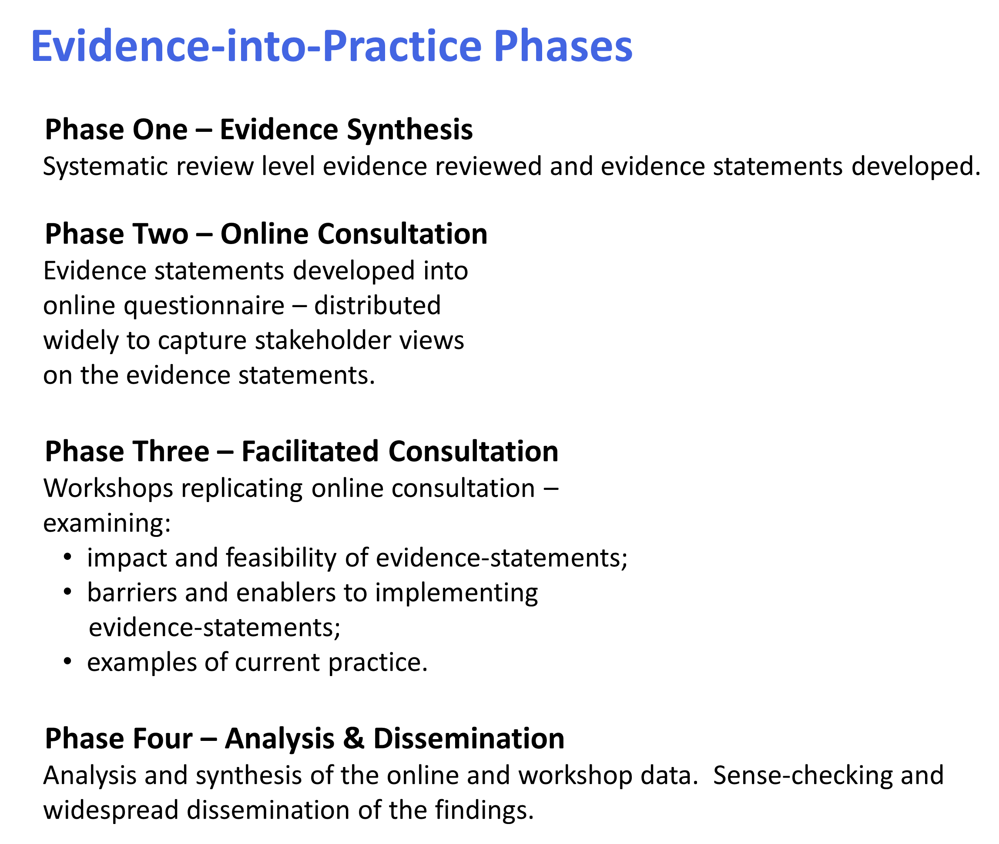 Evidence-into-Practice Phases
Phase One – Evidence Synthesis
Systematic review level evidence reviewed and evidence statements developed.
Phase Two – Online Consultation
Evidence statements developed into
online questionnaire – distributed
widely to capture stakeholder views
on the evidence statements.
Phase Three – Facilitated Consultation
Workshops replicating online consultation –
examining:
• impact and feasibility of evidence-statements;
• barriers and enablers to implementing
evidence-statements;
• examples of current practice.
Phase Four – Analysis & Dissemination
Analysis and synthesis of the online and workshop data.  Sense-checking and
widespread dissemination of the findings.